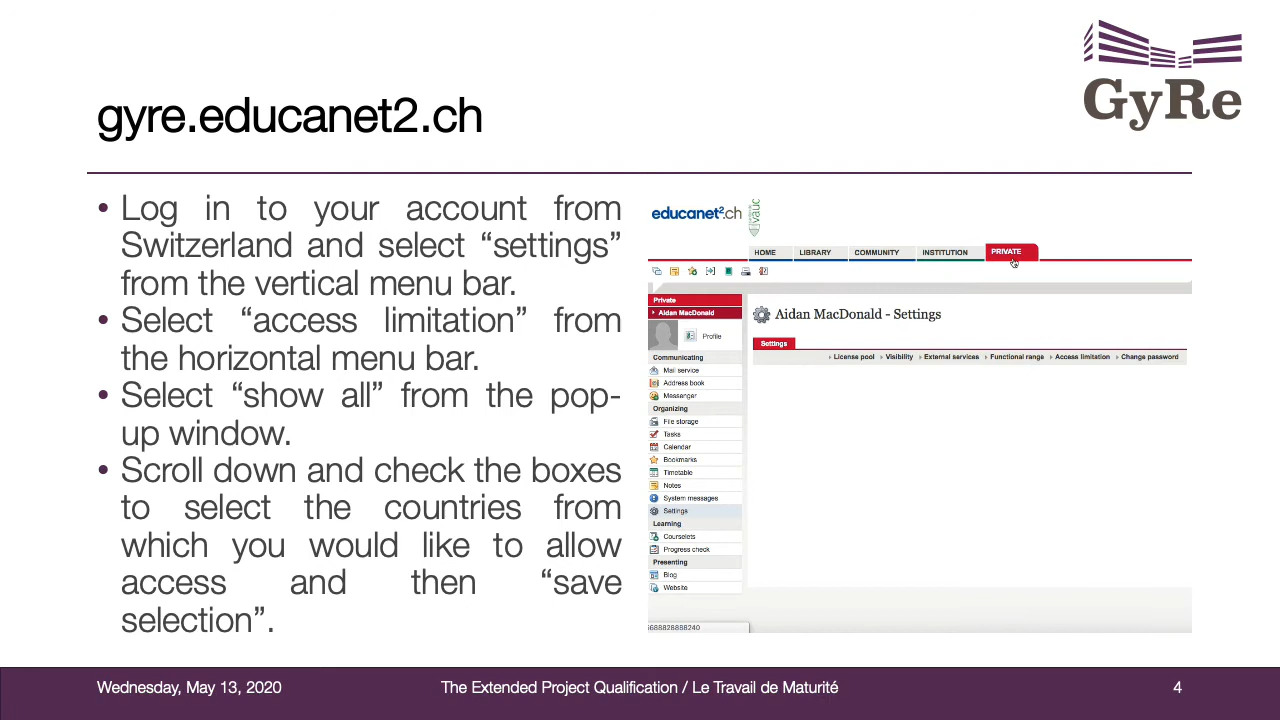 GyRe
gyre.educanet2.ch
• Log in to your account from
Switzerland and select “settings”
from the vertical menu bar.
• Select “access limitation” from
the horizontal menu bar.
• Select “show all” from the pop-
up window.
• Scroll down and check the boxes
to select the countries from
which you would like to allow
access and then “save
selection”.
educanet².ch
HOME LIBRARY COMMUNITY INSTITUTION PRIVATE
Private
Aidan MacDonald
Profile
Communicating
Mail service
Address book
Messenger
Organizing
File storage
Tasks
Calendar
Bookmarks
Timetable
Notes
System messages
Settings
Learning
Courselets
Progress check
Presenting
Blog
Website
Aidan MacDonald - Settings
Settings
License pool Visibility External services Functional range Access limitation Change password
5688828888240
Wednesday, May 13, 2020 The Extended Project Qualification / Le Travail de Maturité 4